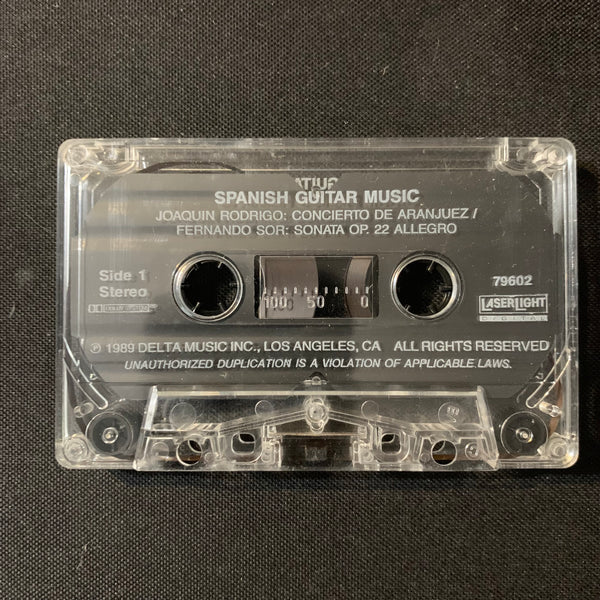 SPANISH GUITAR MUSIC
JOAQUIN RODRIGO: CONCIERTO DE ARANJUEZ /
FERNANDO SOR: SONATA OP. 22 ALLEGRO
Side 1
Stereo
100 50 0
79602
LASERLIGHT
DIGITAL
℗ 1989 DELTA MUSIC INC., LOS ANGELES, CA ALL RIGHTS RESERVED
UNAUTHORIZED DUPLICATION IS A VIOLATION OF APPLICABLE LAWS.